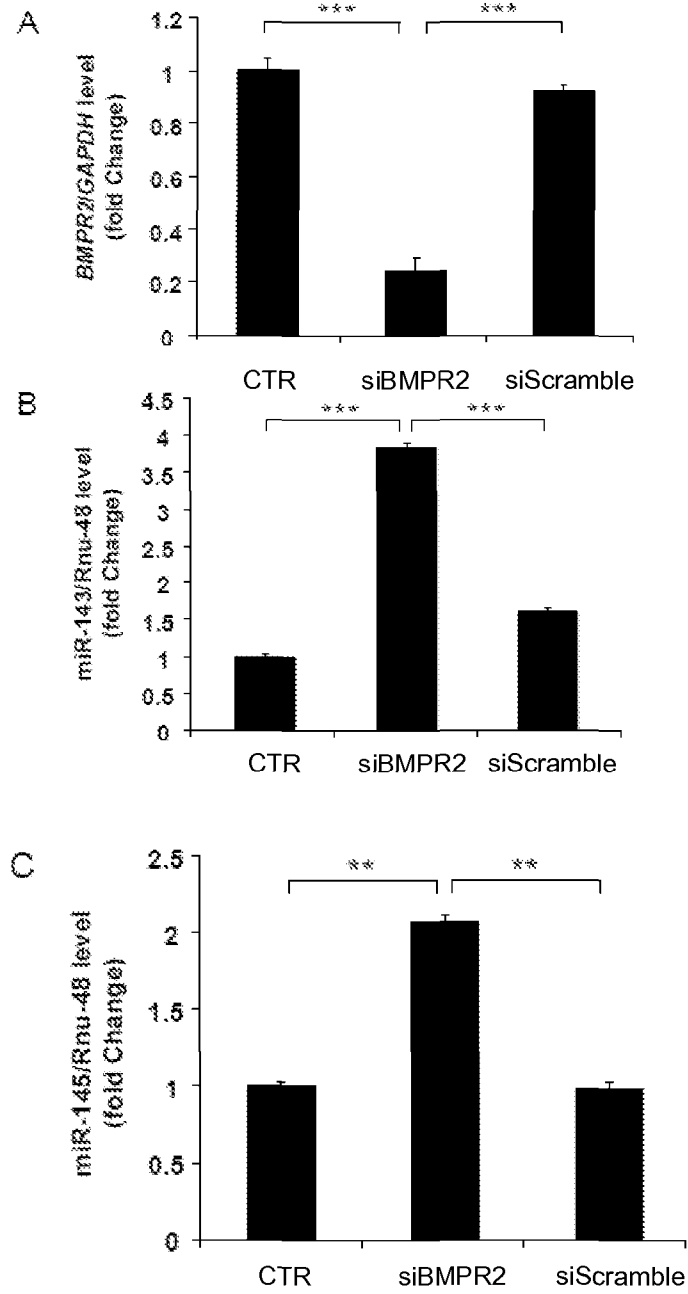 A
***
***
1.2
1
0.8
0.6
0.4
0.2
0
BMPR2/GAPDH level
(fold Change)
CTR
siBMPR2
siScramble
B
***
***
4.5
4
3.5
3
2.5
2
1.5
1
0.5
0
miR-143/Rnu-48 level
(fold Change)
CTR
siBMPR2
siScramble
C
**
**
2.5
2
1.5
1
0.5
0
miR-145/Rnu-48 level
(fold Change)
CTR
siBMPR2
siScramble